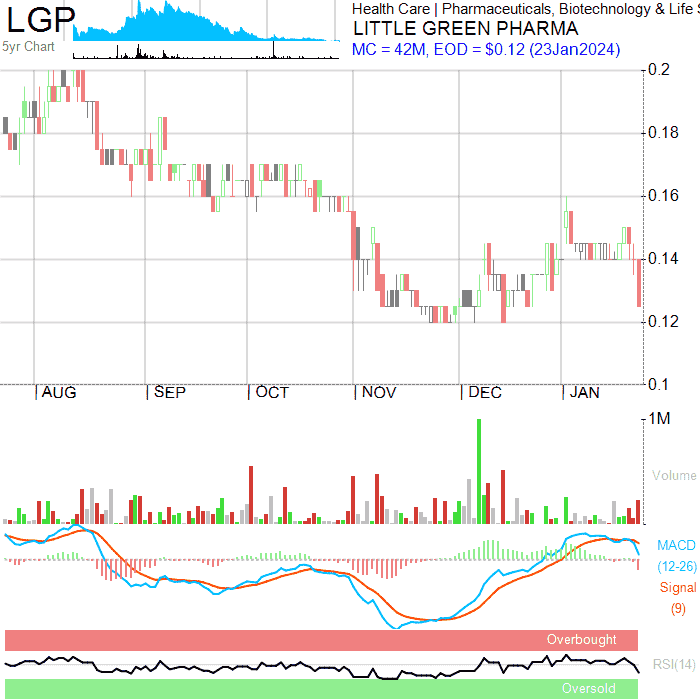 LGP
5yr Chart
Health Care | Pharmaceuticals, Biotechnology & Life S
LITTLE GREEN PHARMA
MC = 42M, EOD = $0.12 (23Jan2024)
0.2
0.18
0.16
0.14
0.12
0.1
AUG SEP OCT NOV DEC JAN
1M
Volume
MACD
(12-26)
Signal
(9)
Overbought
RSI(14)
Oversold